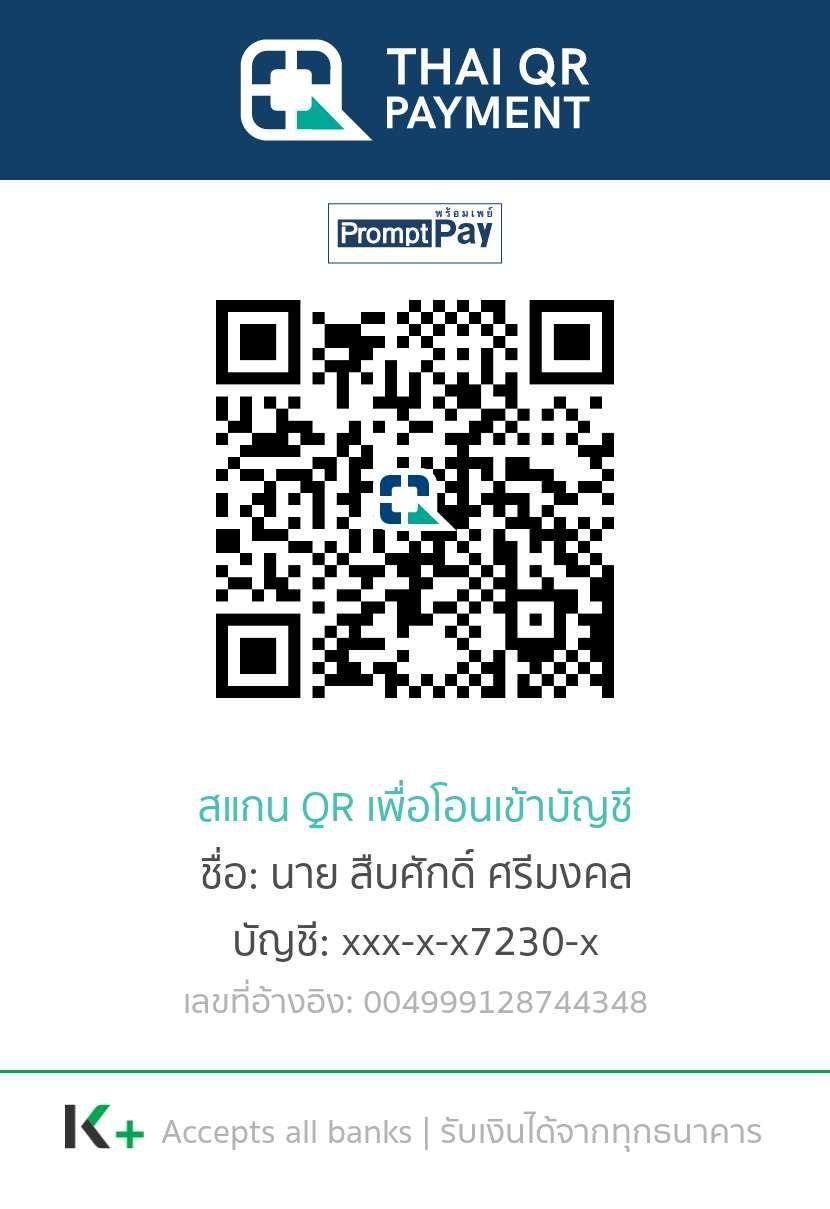 THAI QR
PAYMENT
พร้อมเพย์
PromptPay
สแกน QR เพื่อโอนเข้าบัญชี
ชื่อ: นาย สืบศักดิ์ ศรีมงคล
บัญชี: xxx-x-x7230-x
เลขที่อ้างอิง: 004999128744348
K+ Accepts all banks | รับเงินได้จากทุกธนาคาร